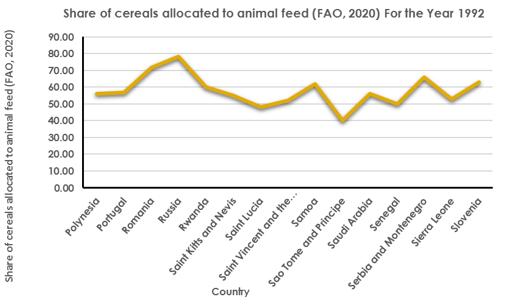 Share of cereals allocated to animal feed (FAO, 2020) For the Year 1992
Share of cereals allocated to animal feed (FAO, 2020)
90.00
80.00
70.00
60.00
50.00
40.00
30.00
20.00
10.00
0.00
Polynesia
Portugal
Romania
Russia
Rwanda
Saint Kitts and Nevis
Saint Lucia
Saint Vincent and the...
Samoa
Sao Tome and Principe
Saudi Arabia
Senegal
Serbia and Montenegro
Sierra Leone
Slovenia
Country